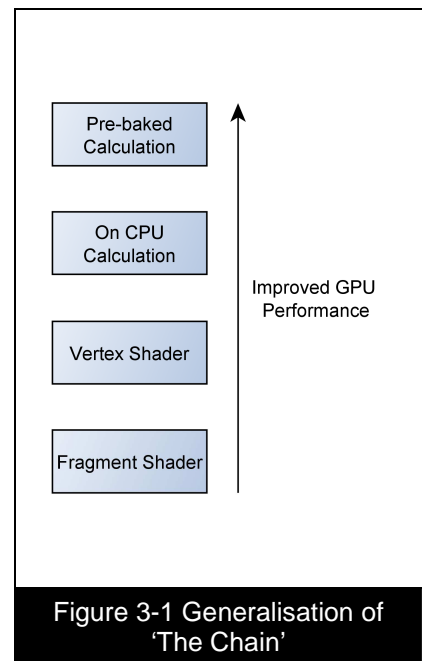 Pre-baked
Calculation
On CPU
Calculation
Improved GPU
Performance
Vertex Shader
Fragment Shader
Figure 3-1 Generalisation of
‘The Chain’